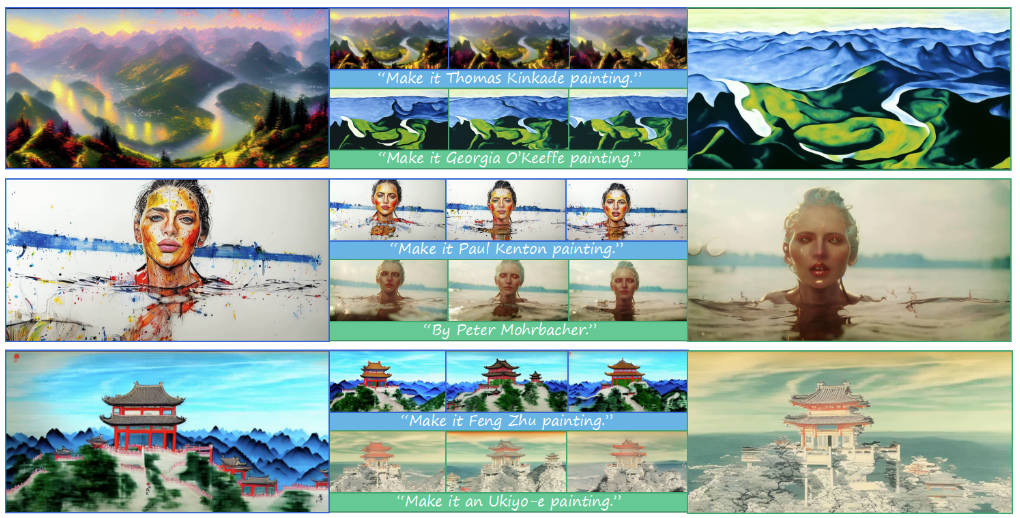 “Make it Thomas Kinkade painting.”
“Make it Georgia O’Keeffe painting.”
“Make it Paul Kenton painting.”
“By Peter Mohrbacher.”
“Make it Feng Zhu painting.”
“Make it an Ukiyo-e painting.”